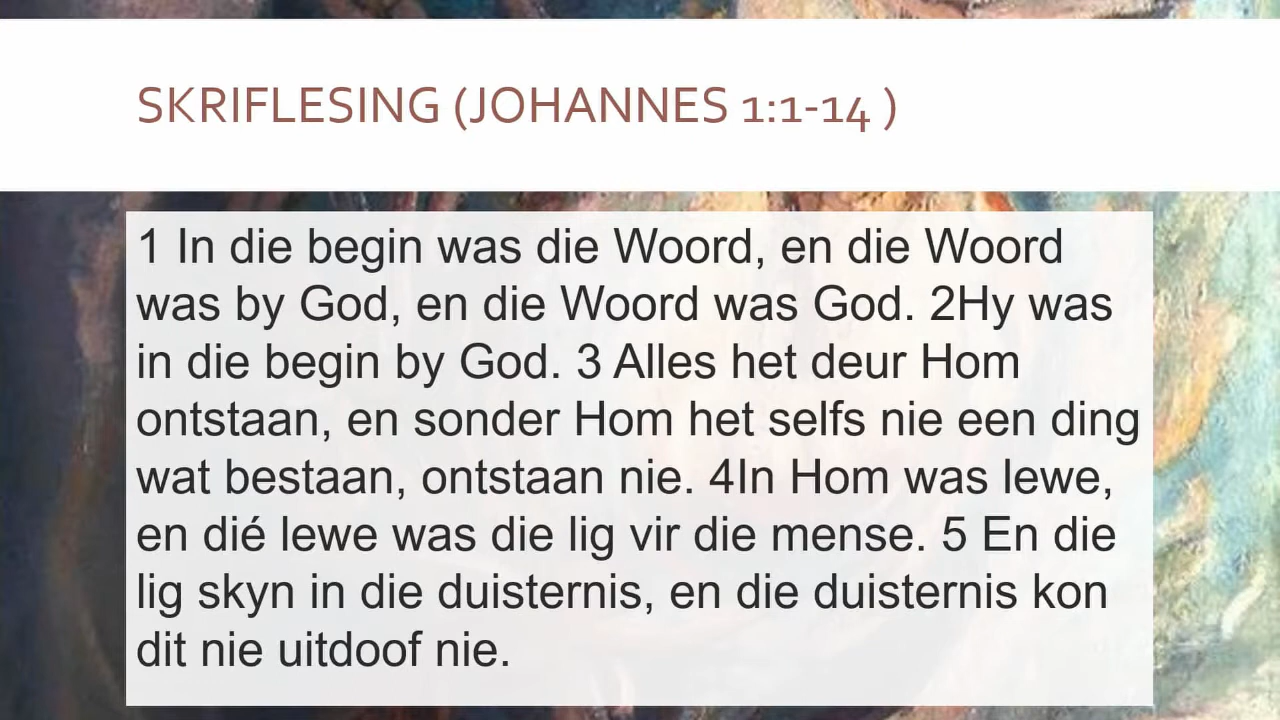 SKRIFLESING (JOHANNES 1:1-14 )
1 In die begin was die Woord, en die Woord
was by God, en die Woord was God. 2Hy was
in die begin by God. 3 Alles het deur Hom
ontstaan, en sonder Hom het selfs nie een ding
wat bestaan, ontstaan nie. 4In Hom was lewe,
en dié lewe was die lig vir die mense. 5 En die
lig skyn in die duisternis, en die duisternis kon
dit nie uitdoof nie.